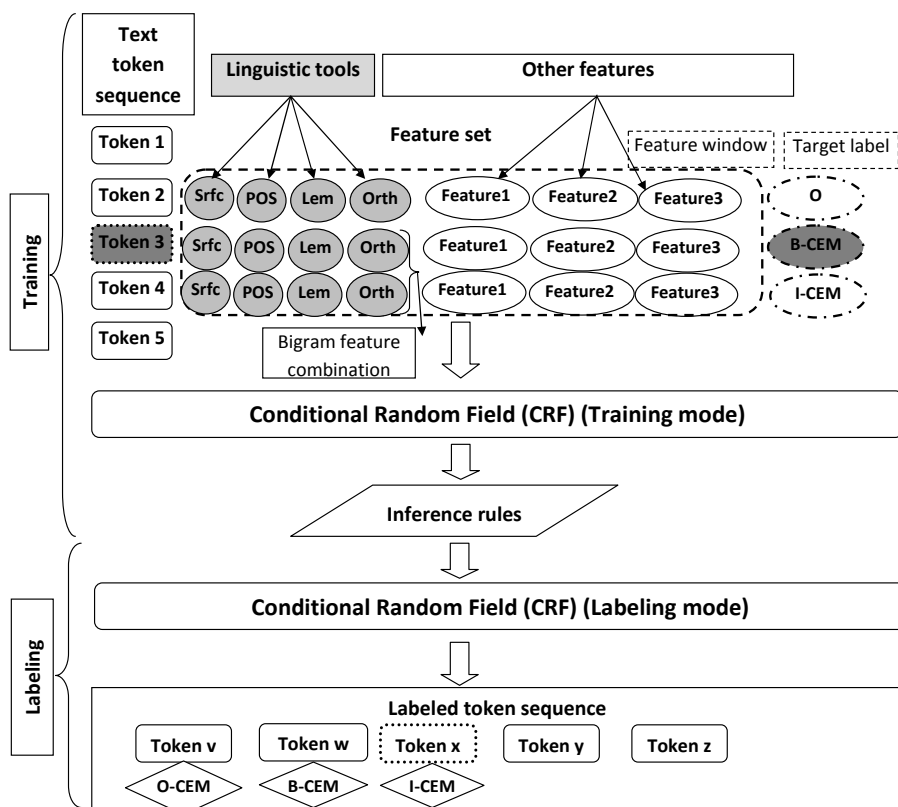 Text
token
sequence
Linguistic tools
Other features
Feature set
Feature window
Target label
Token 1
Token 2
Srfc
POS
Lem
Orth
Feature1
Feature2
Feature3
O
Token 3
Srfc
POS
Lem
Orth
Feature1
Feature2
Feature3
B-CEM
Token 4
Srfc
POS
Lem
Orth
Feature1
Feature2
Feature3
I-CEM
Token 5
Bigram feature
combination
Training
Conditional Random Field (CRF) (Training mode)
Inference rules
Conditional Random Field (CRF) (Labeling mode)
Labeling
Labeled token sequence
Token v
Token w
Token x
Token y
Token z
O-CEM
B-CEM
I-CEM